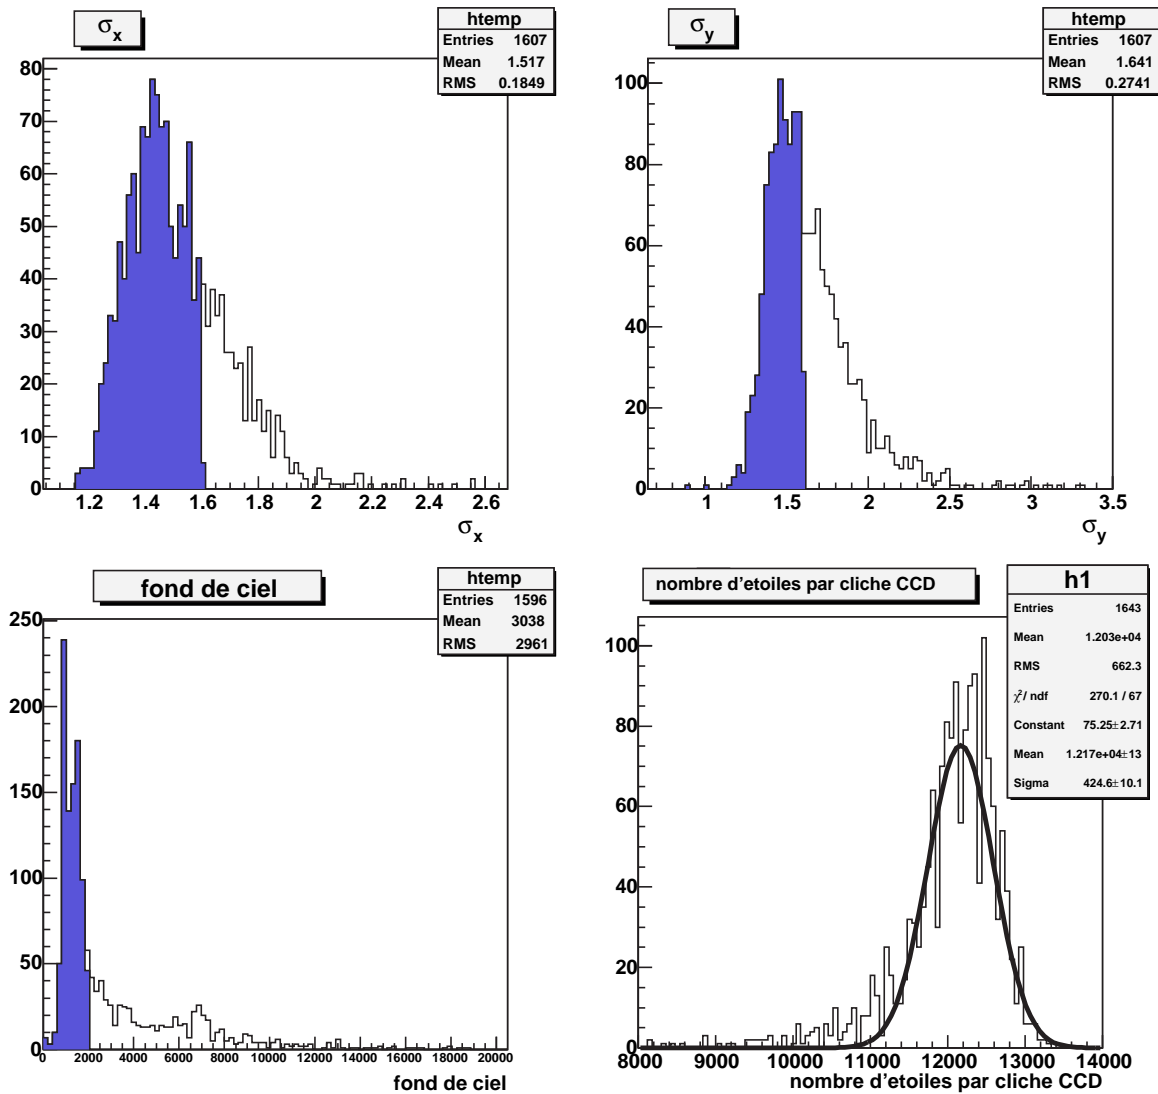 σx
htemp
Entries 1607
Mean 1.517
RMS 0.1849
80
70
60
50
40
30
20
10
0
1.2 1.4 1.6 1.8 2 2.2 2.4 2.6
σx
σy
htemp
Entries 1607
Mean 1.641
RMS 0.2741
100
80
60
40
20
0
1 1.5 2 2.5 3 3.5
σy
fond de ciel
htemp
Entries 1596
Mean 3038
RMS 2961
250
200
150
100
50
0
0 2000 4000 6000 8000 10000 12000 14000 16000 18000 20000
fond de ciel
nombre d'etoiles par cliche CCD
h1
Entries 1643
Mean 1.203e+04
RMS 662.3
χ²/ ndf 270.1 / 67
Constant 75.25±2.71
Mean 1.217e+04±13
Sigma 424.6±10.1
100
80
60
40
20
0
8000 9000 10000 11000 12000 13000 14000
nombre d'etoiles par cliche CCD